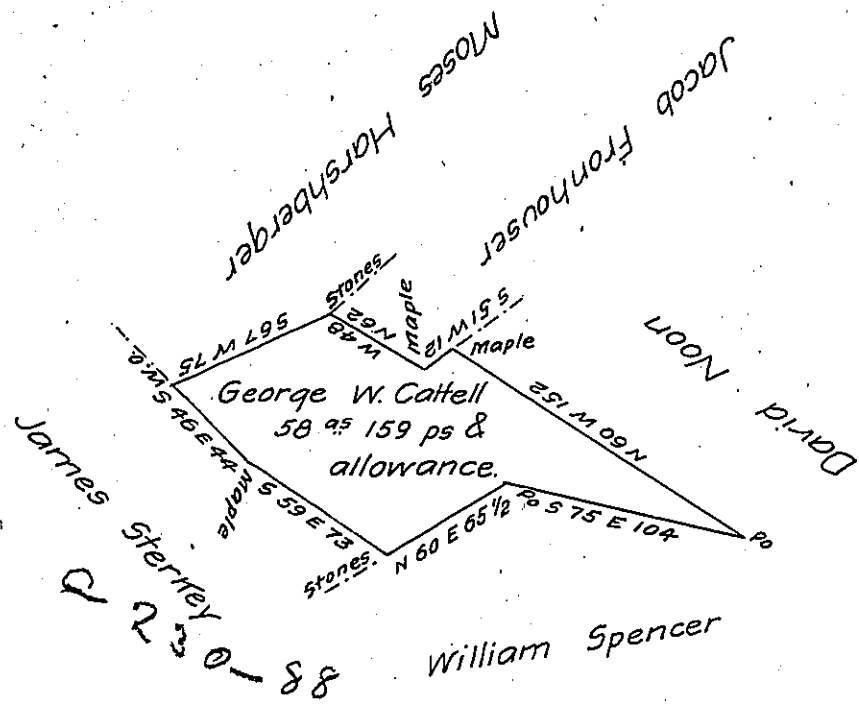 Moses Harshberger
Jacob Fronhouser
David Noon
Stones
Maple
S 67 W 75
N 62
W 48
S 51 W 12
Maple
N 60 W 152
W.O.
S 46 E 44
George W. Cattell
58 as 159 ps &
allowance.
Maple
S 59 E 73
Stones.
N 60 E 65 1/2
Po
S 75 E 104
Po
James Sterrey
William Spencer
C 230-88